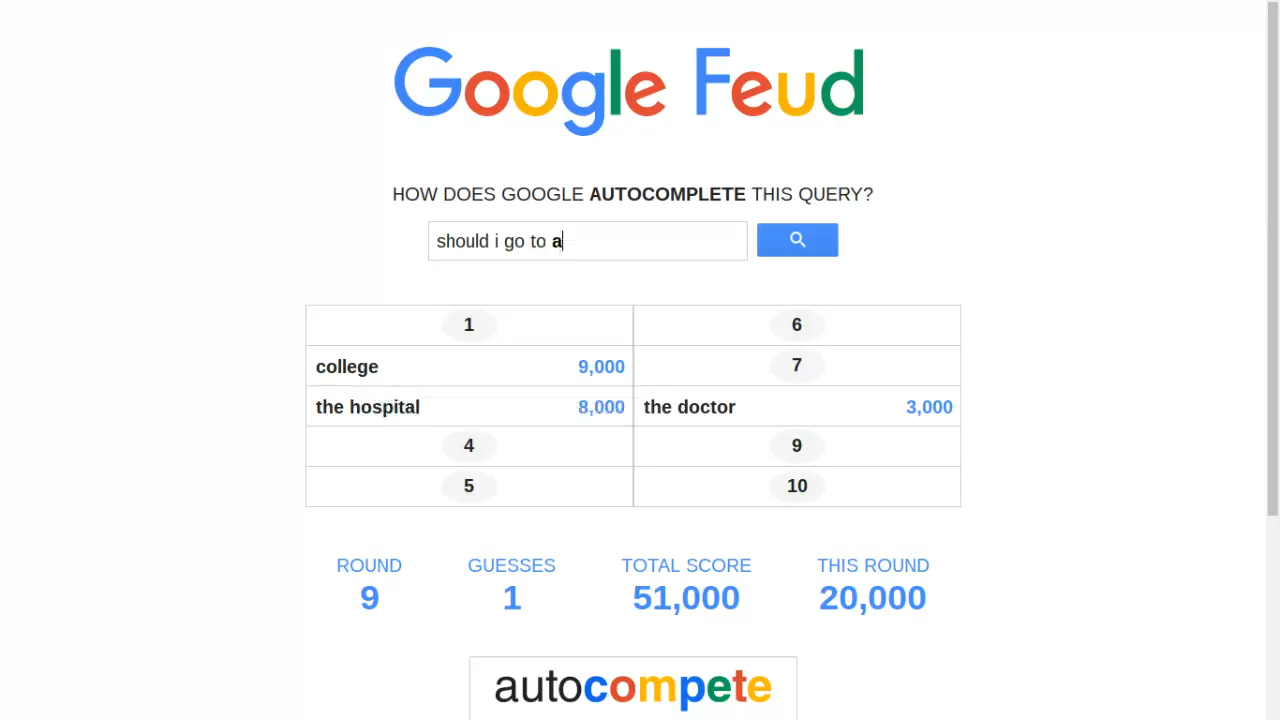 Google Feud
HOW DOES GOOGLE AUTOCOMPLETE THIS QUERY?
should i go to a
1 6
college 9,000 7
the hospital 8,000 the doctor 3,000
4 9
5 10
ROUND GUESSES TOTAL SCORE THIS ROUND
9 1 51,000 20,000
autocompete